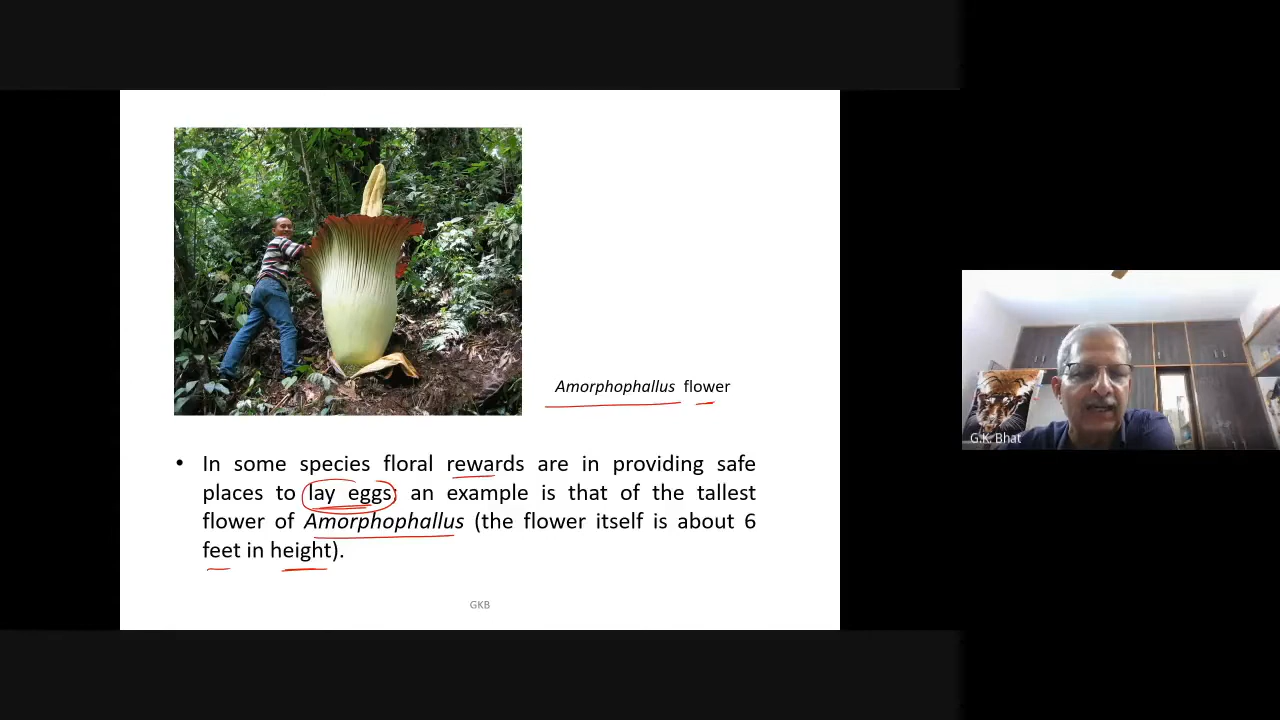 Amorphophallus flower
• In some species floral rewards are in providing safe
places to lay eggs; an example is that of the tallest
flower of Amorphophallus (the flower itself is about 6
feet in height).
GKB
G.K. Bhat